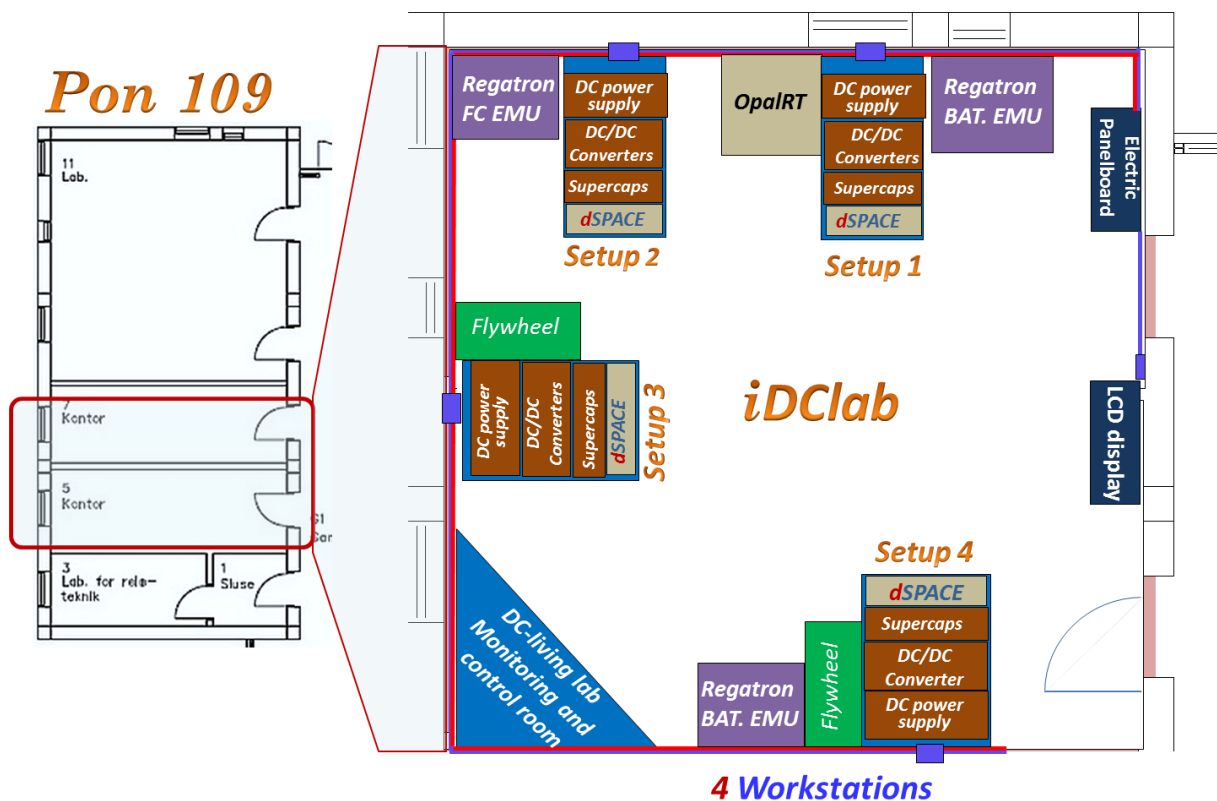 Pon 109
11
Lab.
7
Kontor
5
Kontor
3
Lab. for relø-
teknik
1
Sluse
G1
Gar
Regatron
FC EMU
DC power
supply
DC/DC
Converters
Supercaps
dSPACE
Setup 2
OpalRT
DC power
supply
DC/DC
Converters
Supercaps
dSPACE
Setup 1
Regatron
BAT. EMU
Electric
Panelboard
Flywheel
DC power
supply
DC/DC
Converters
Supercaps
dSPACE
Setup 3
iDClab
LCD display
DC-living lab
Monitoring and
control room
Setup 4
dSPACE
Supercaps
DC/DC
Converter
DC power
supply
Flywheel
Regatron
BAT. EMU
4 Workstations